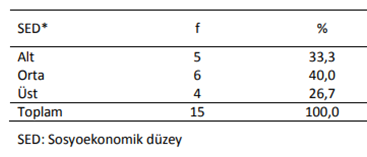 SED* f %
Alt 5 33,3
Orta 6 40,0
Üst 4 26,7
Toplam 15 100,0
SED: Sosyoekonomik düzey